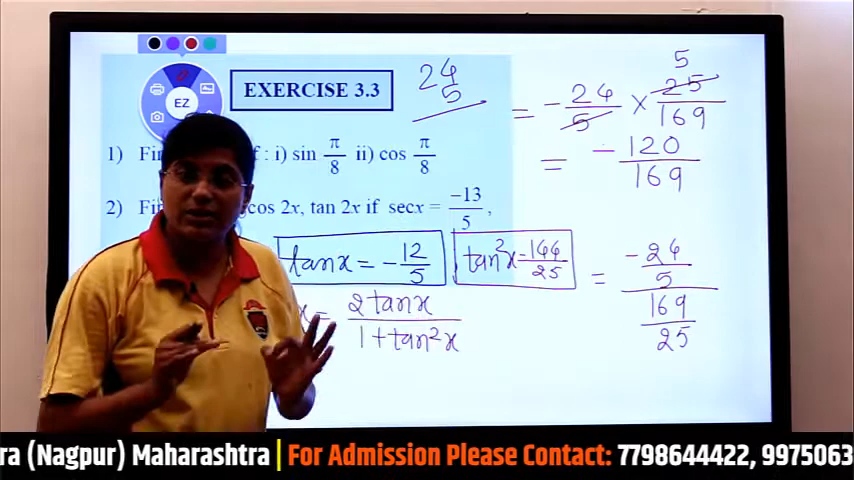 EZ
EXERCISE 3.3
24
5
1) Fin f : i) sin π/8 ii) cos π/8
2) Fin cos 2x, tan 2x if secx = -13/5,
tanx = -12/5
tan²x = 144/25
x = 2tanx / 1+tan²x
= -24/5 × 25/169
5
= -120/169
= -24/5 / 169/25
ra (Nagpur) Maharashtra | For Admission Please Contact: 7798644422, 9975063